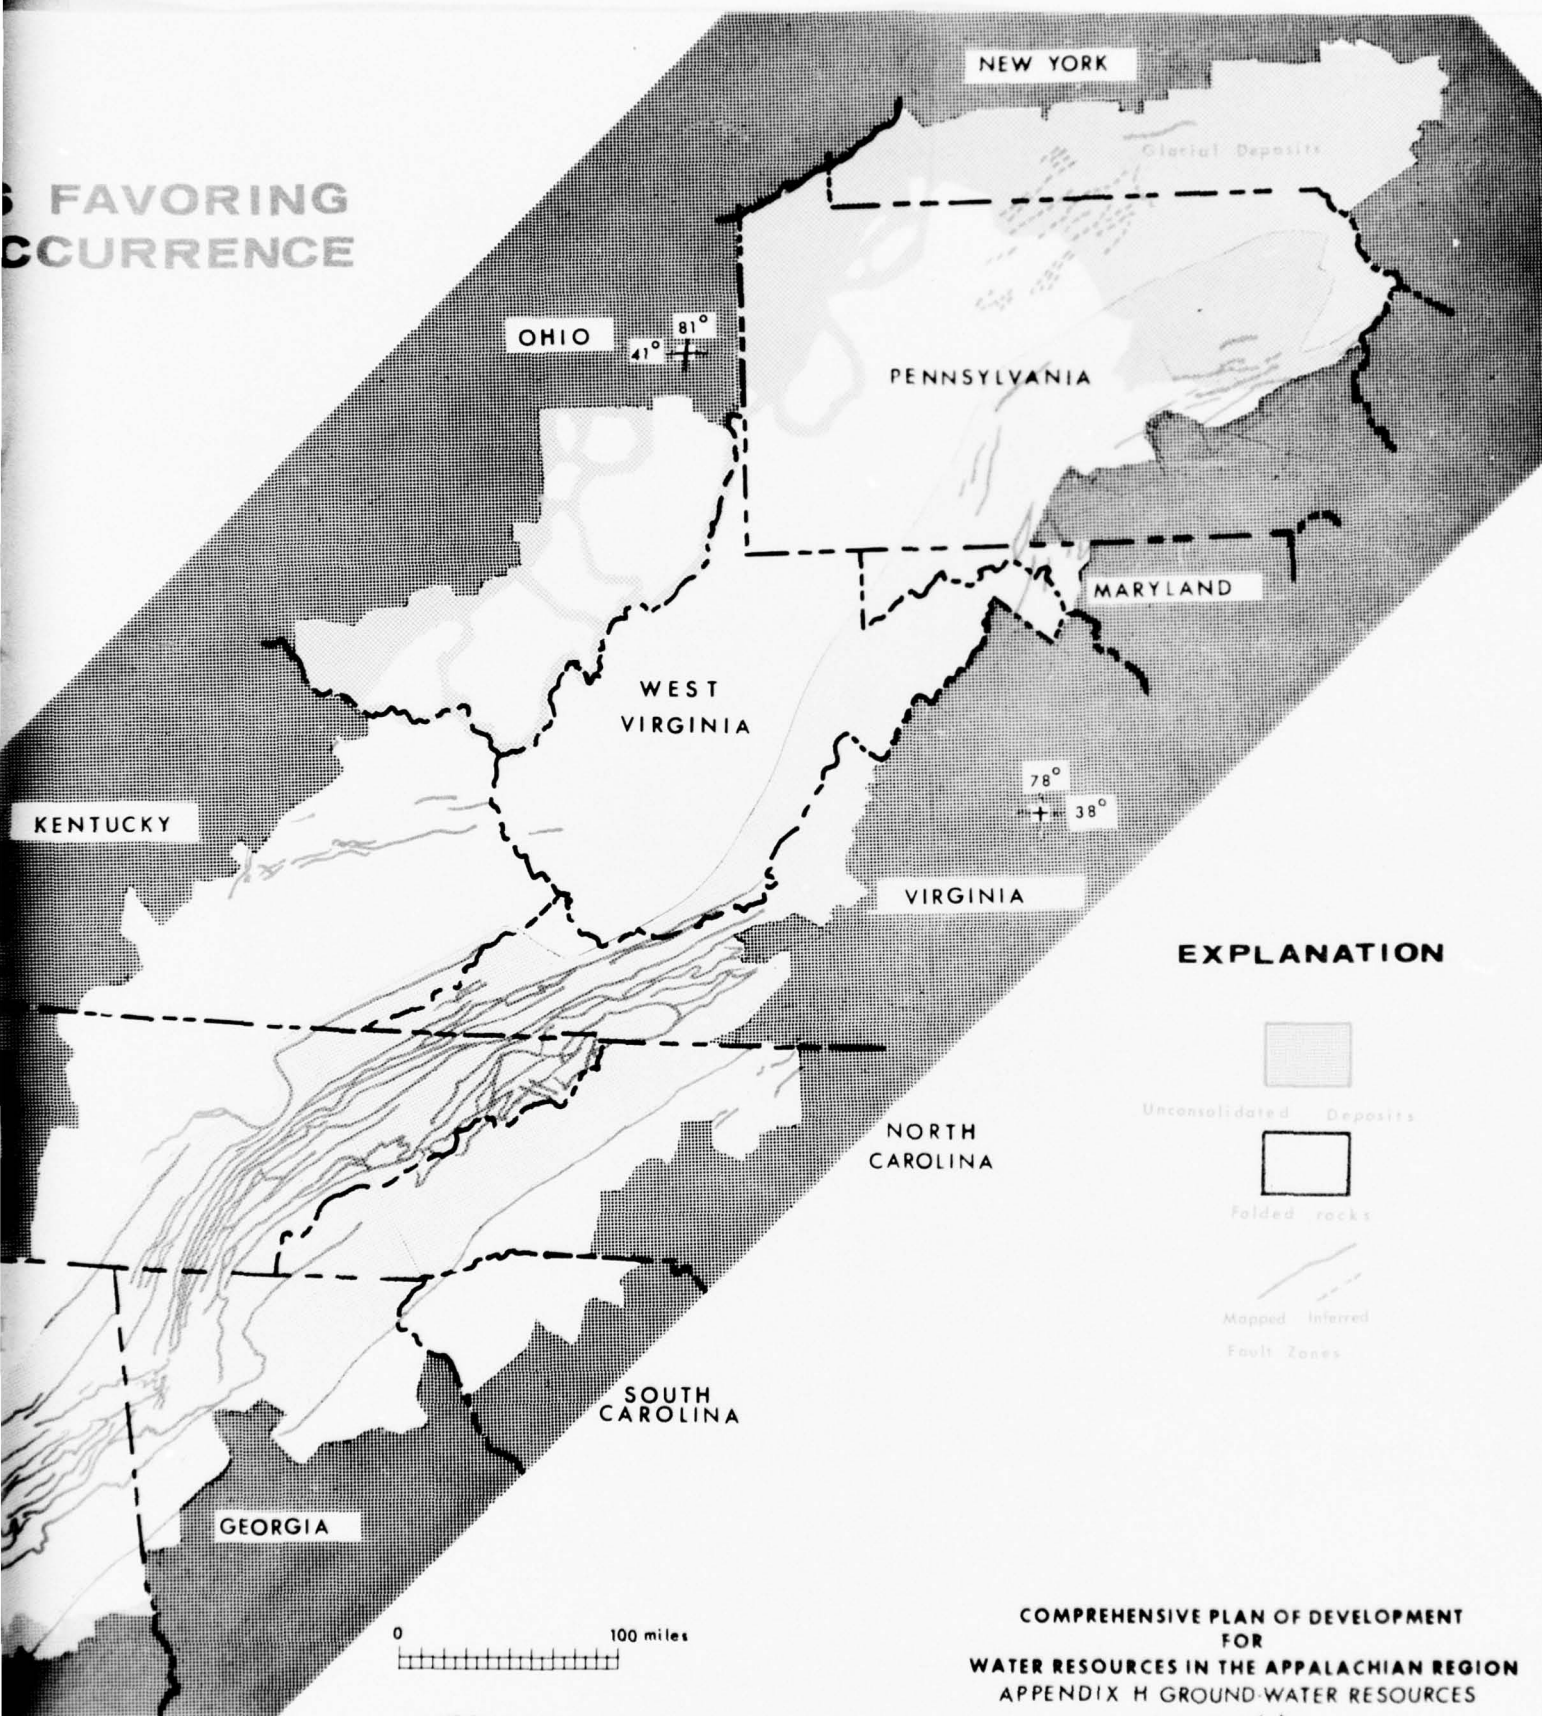 S FAVORING
CCURRENCE
NEW YORK
Glacial Deposits
OHIO
81°
41°
PENNSYLVANIA
MARYLAND
WEST
VIRGINIA
78°
38°
KENTUCKY
VIRGINIA
EXPLANATION
Unconsolidated Deposits
Folded rocks
Mapped Inferred
Fault Zones
NORTH
CAROLINA
SOUTH
CAROLINA
GEORGIA
0 100 miles
COMPREHENSIVE PLAN OF DEVELOPMENT
FOR
WATER RESOURCES IN THE APPALACHIAN REGION
APPENDIX H GROUND-WATER RESOURCES